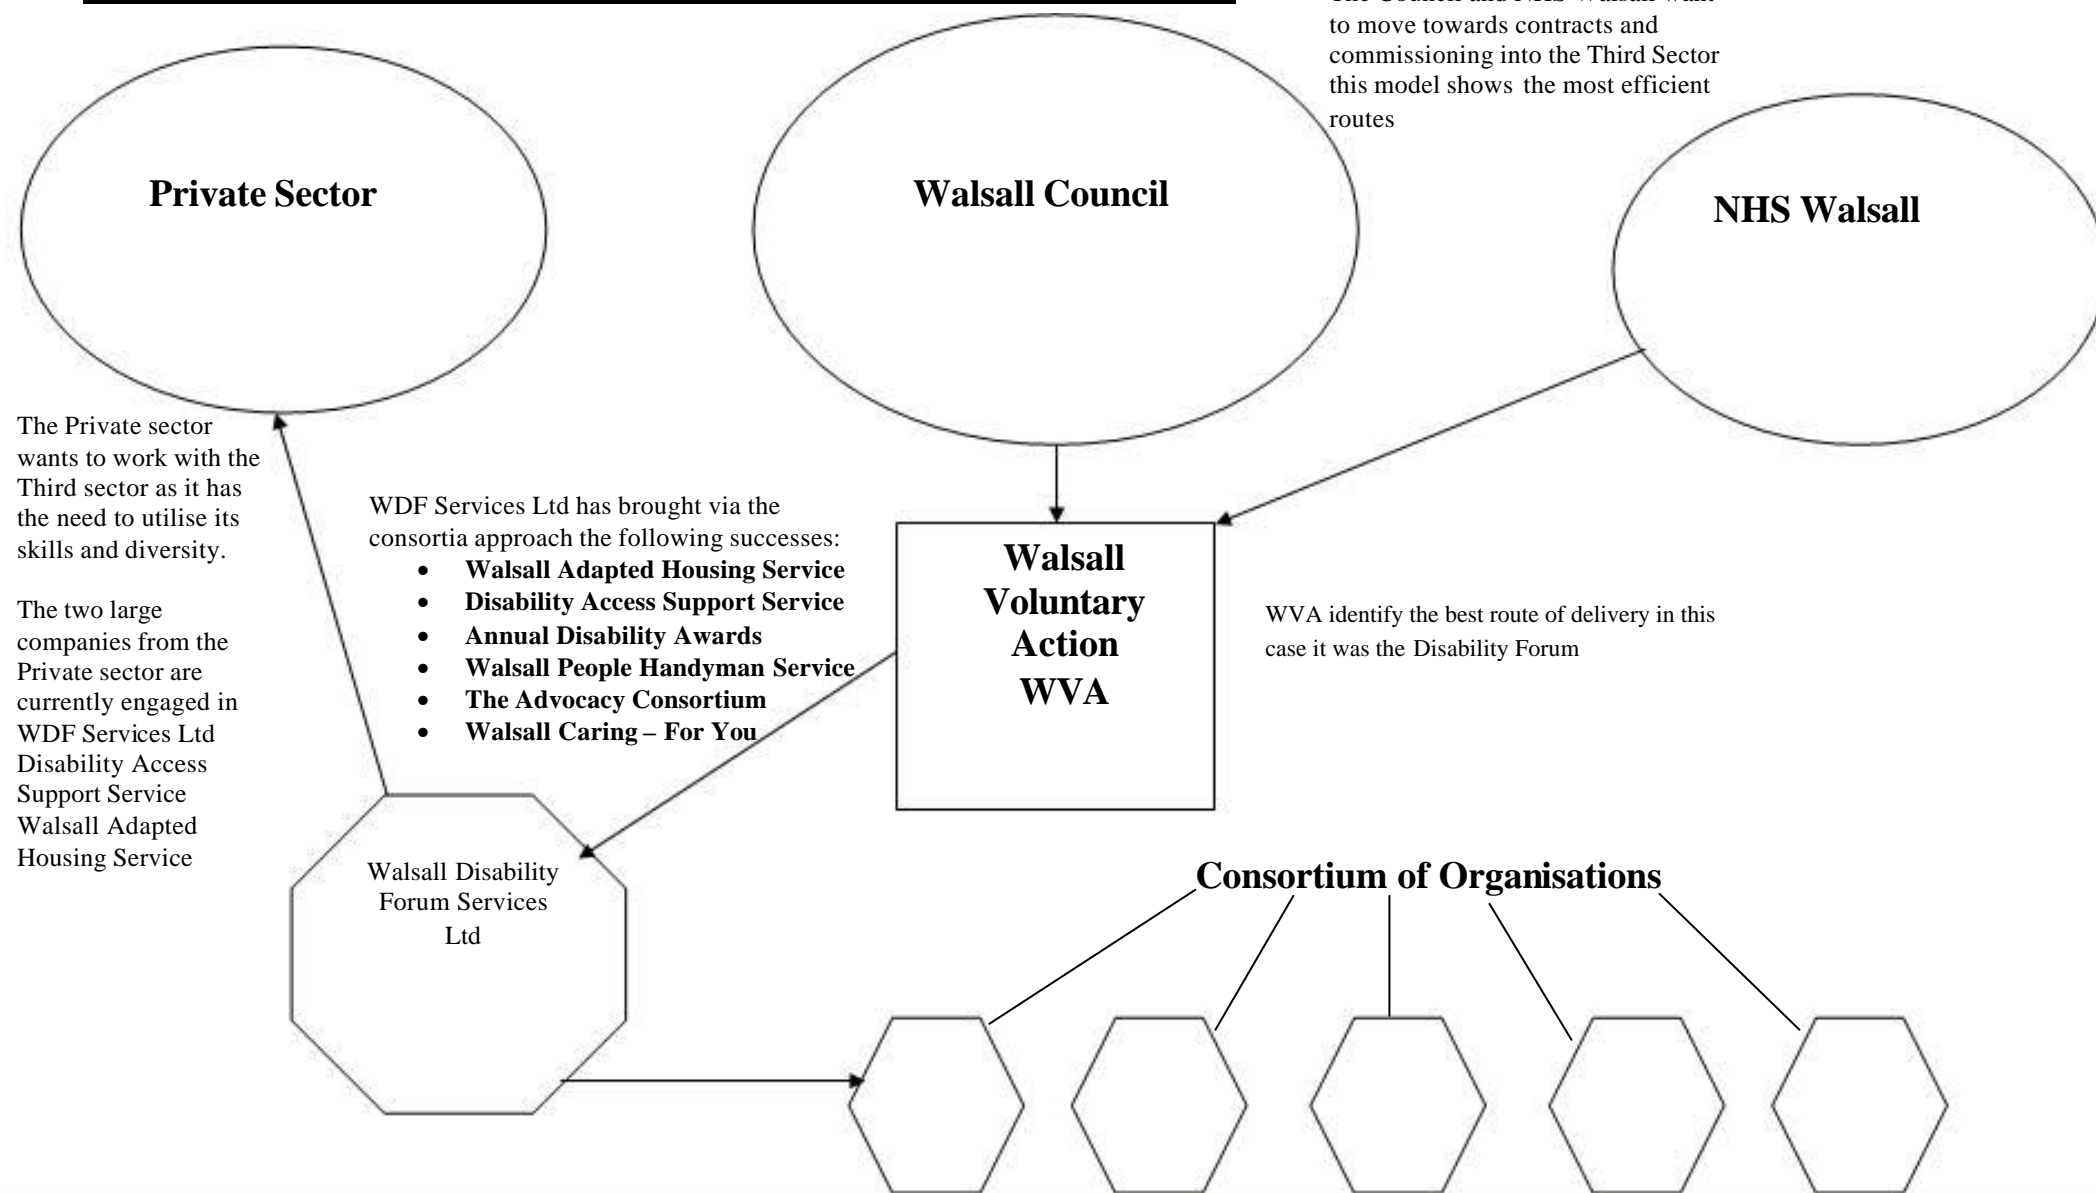 The Council and NHS Walsall want
to move towards contracts and
commissioning into the Third Sector
this model shows the most efficient
routes
Private Sector
Walsall Council
NHS Walsall
The Private sector
wants to work with the
Third sector as it has
the need to utilise its
skills and diversity.
The two large
companies from the
Private sector are
currently engaged in
WDF Services Ltd
Disability Access
Support Service
Walsall Adapted
Housing Service
WDF Services Ltd has brought via the
consortia approach the following successes:
• Walsall Adapted Housing Service
• Disability Access Support Service
• Annual Disability Awards
• Walsall People Handyman Service
• The Advocacy Consortium
• Walsall Caring – For You
Walsall
Voluntary
Action
WVA
WVA identify the best route of delivery in this
case it was the Disability Forum
Walsall Disability
Forum Services
Ltd
Consortium of Organisations